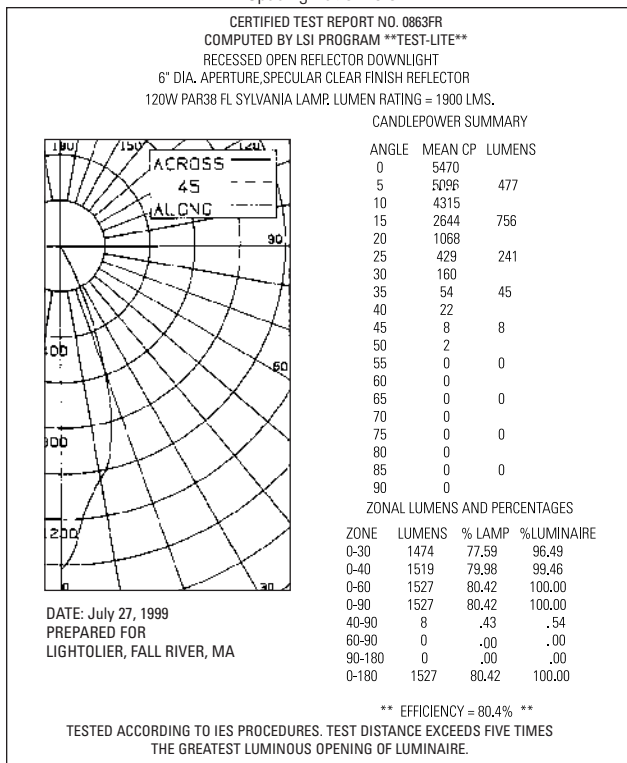 CERTIFIED TEST REPORT NO. 0863FR
COMPUTED BY LSI PROGRAM **TEST-LITE**
RECESSED OPEN REFLECTOR DOWNLIGHT
6" DIA. APERTURE,SPECULAR CLEAR FINISH REFLECTOR
120W PAR38 FL SYLVANIA LAMP. LUMEN RATING = 1900 LMS.
180 150 120
ACROSS
45
ALONG
90
60
300
1200
0 30
CANDLEPOWER SUMMARY
ANGLE MEAN CP LUMENS
0 5470
5 5096 477
10 4315
15 2644 756
20 1068
25 429 241
30 160
35 54 45
40 22
45 8 8
50 2
55 0 0
60 0
65 0 0
70 0
75 0 0
80 0
85 0 0
90 0
ZONAL LUMENS AND PERCENTAGES
ZONE LUMENS % LAMP %LUMINAIRE
0-30 1474 77.59 96.49
0-40 1519 79.98 99.46
0-60 1527 80.42 100.00
0-90 1527 80.42 100.00
40-90 8 .43 .54
60-90 0 .00 .00
90-180 0 .00 .00
0-180 1527 80.42 100.00
DATE: July 27, 1999
PREPARED FOR
LIGHTOLIER, FALL RIVER, MA
** EFFICIENCY = 80.4% **
TESTED ACCORDING TO IES PROCEDURES. TEST DISTANCE EXCEEDS FIVE TIMES
THE GREATEST LUMINOUS OPENING OF LUMINAIRE.